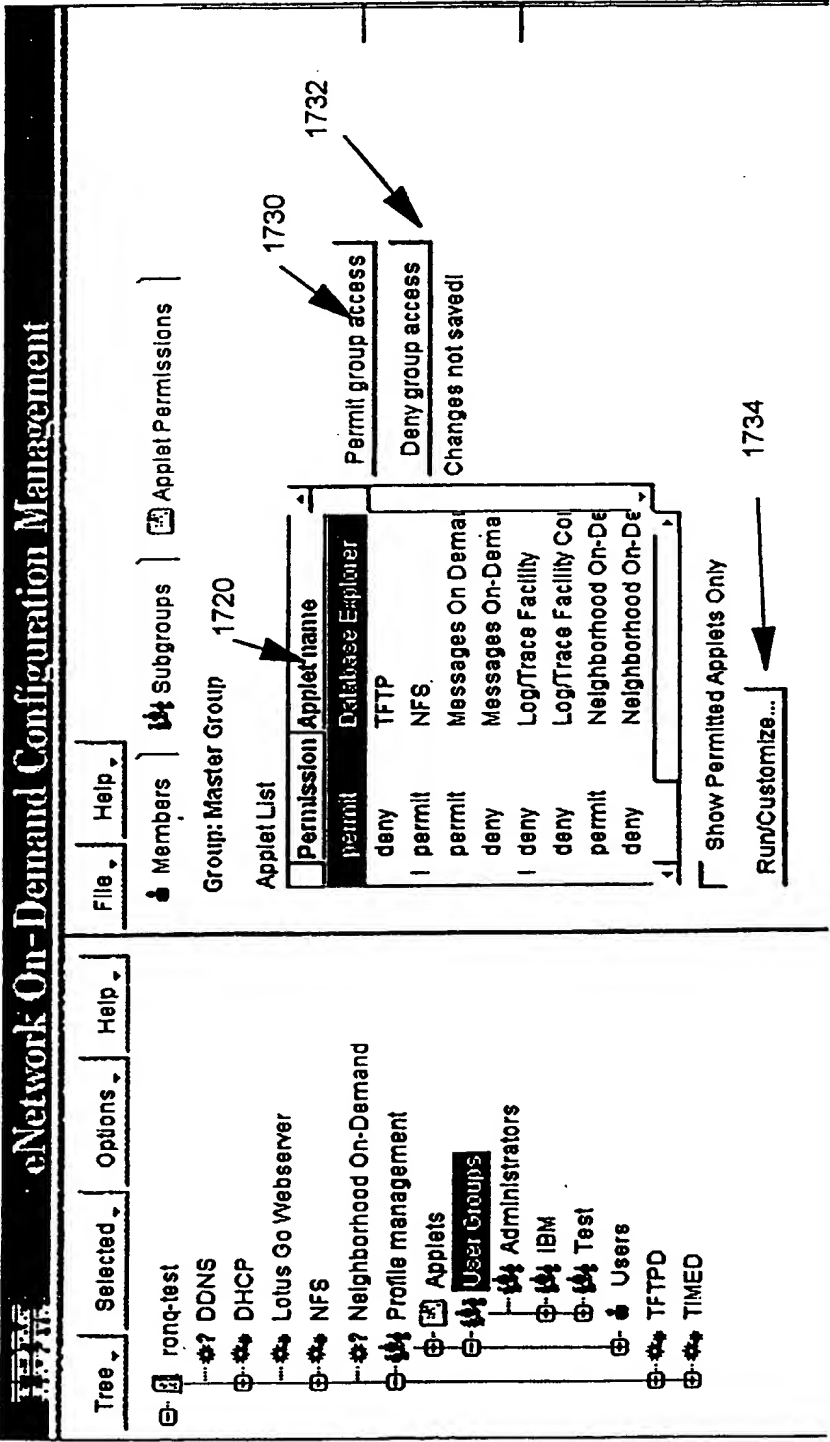 IBM eNetwork On-Demand Configuration Management
Tree Selected Options Help
ronq-test
? DDNS
DHCP
Lotus Go Webserver
NFS
? Neighborhood On-Demand
Profile management
Applets
User Groups
Administrators
IBM
Test
Users
TFTPD
TIMED
File Help
Members Subgroups Applet Permissions
Group: Master Group
1720
Applet List
Permission Applet name
permit Database Explorer
deny TFTP
I permit NFS
permit Messages On Deman
deny Messages On-Dema
I deny Log/Trace Facility
deny Log/Trace Facility Con
permit Neighborhood On-De
deny Neighborhood On-De
1730
Permit group access
1732
Deny group access
Changes not saved!
Show Permitted Applets Only
Run/Customize...
1734